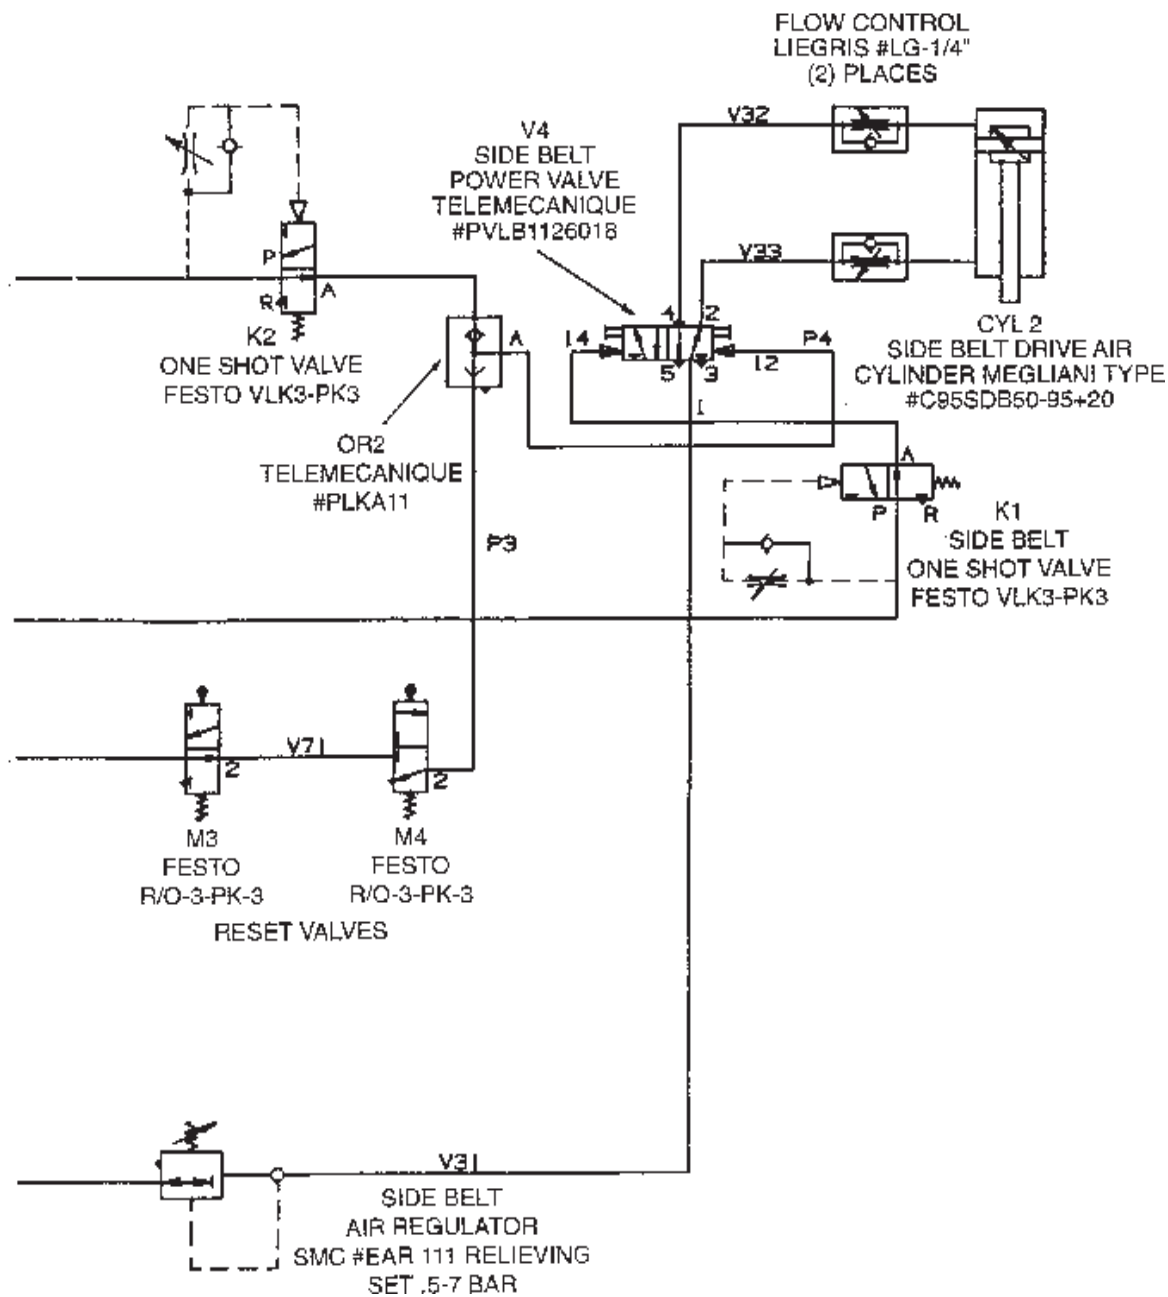 FLOW CONTROL
LIEGRIS #LG-1/4"
(2) PLACES
V32
V4
SIDE BELT
POWER VALVE
TELEMECANIQUE
#PVLB1126018
V33
P
R
A
K2
ONE SHOT VALVE
FESTO VLK3-PK3
A
14
4
2
P4
5
3
12
1
CYL 2
SIDE BELT DRIVE AIR
CYLINDER MEGLIANI TYPE
#C95SDB50-95+20
OR2
TELEMECANIQUE
#PLKA11
A
P
R
K1
SIDE BELT
ONE SHOT VALVE
FESTO VLK3-PK3
P3
V71
2
2
M3
FESTO
R/O-3-PK-3
M4
FESTO
R/O-3-PK-3
RESET VALVES
V31
SIDE BELT
AIR REGULATOR
SMC #EAR 111 RELIEVING
SET .5-7 BAR